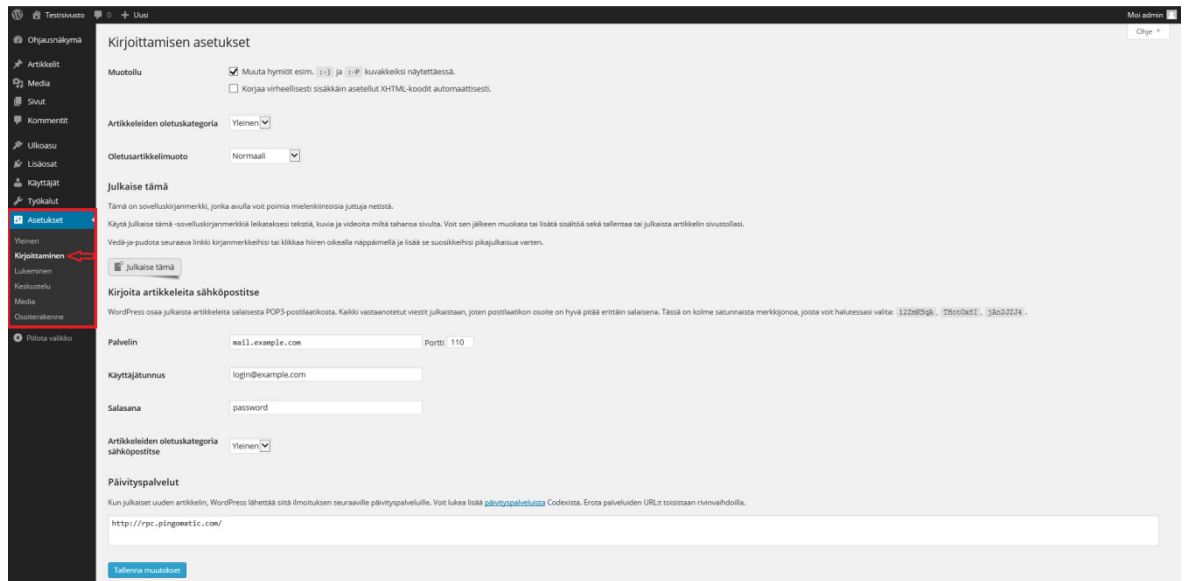 Testisivusto 0 + Uusi
Moi admin
Ohje
Ohjausnäkymä
Artikkelit
Media
Sivut
Kommentit
Ulkoasu
Lisäosat
Käyttäjät
Työkalut
Asetukset
Yleinen
Kirjoittaminen
Lukeminen
Keskustelu
Media
Osoiterakenne
Piilota valikko
Kirjoittamisen asetukset
Muotoilu
Muuta hymiöt esim. :-) ja :-P kuvakkeiksi näytettäessä.
Korjaa virheellisesti sisäkkäin asetellut XHTML-koodit automaattisesti.
Artikkeleiden oletuskategoria Yleinen
Oletusartikkelimuoto Normaali
Julkaise tämä
Tämä on sovelluskirjanmerkki, jonka avulla voit poimia mielenkiintoisia juttuja netistä.
Käytä Julkaise tämä -sovelluskirjanmerkkiä leikataksesi tekstiä, kuvia ja videoita miltä tahansa sivulta. Voit sen jälkeen muokata tai lisätä sisältöä sekä tallentaa tai julkaista artikkelin sivustollasi.
Vedä-ja-pudota seuraava linkki kirjanmerkkeihisi tai klikkaa hiiren oikealla näppäimellä ja lisää se suosikkeihisi pikajulkaisua varten.
Julkaise tämä
Kirjoita artikkeleita sähköpostitse
WordPress osaa julkaista artikkeleita salaisesta POP3-postilaatikosta. Kaikki vastaanotetut viestit julkaistaan, joten postilaatikon osoite on hyvä pitää erittäin salaisena. Tässä on kolme satunnaista merkkijonoa, joista voit halutessasi valita:
Palvelin mail.example.com Portti 110
Käyttäjätunnus login@example.com
Salasana password
Artikkeleiden oletuskategoria
sähköpostitse
Yleinen
Päivityspalvelut
Kun julkaiset uuden artikkelin, WordPress lähettää siitä ilmoituksen seuraaville päivityspalveluille. Voit lukea lisää päivityspalveluista Codexista. Erota palveluiden URL:t toisistaan rivinvaihdoilla.
http://rpc.pingomatic.com/
Tallenna muutokset